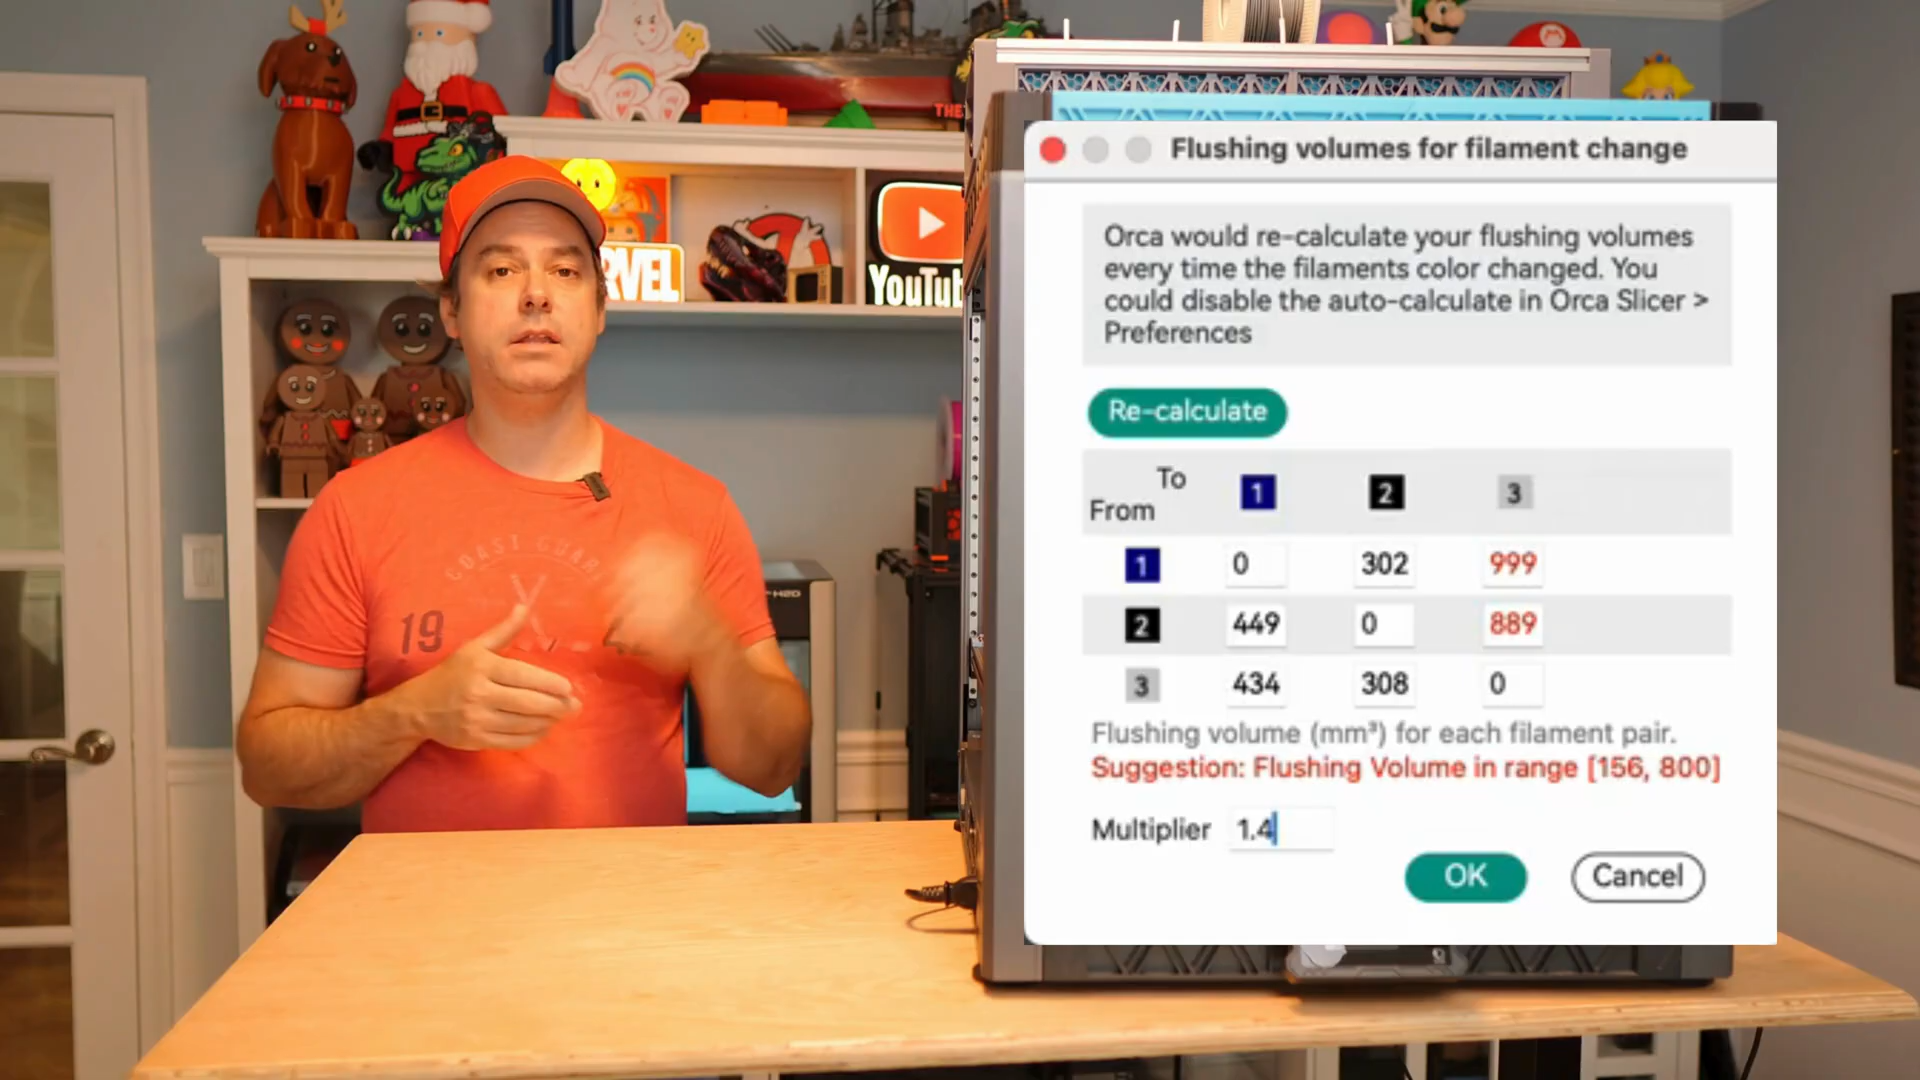 THE
YouTub
RVEL
COAST GUAR
19
H2D
Flushing volumes for filament change
Orca would re-calculate your flushing volumes
every time the filaments color changed. You
could disable the auto-calculate in Orca Slicer >
Preferences
Re-calculate
To
From
1 2 3
1 0 302 999
2 449 0 889
3 434 308 0
Flushing volume (mm³) for each filament pair.
Suggestion: Flushing Volume in range [156, 800]
Multiplier 1.4
OK Cancel